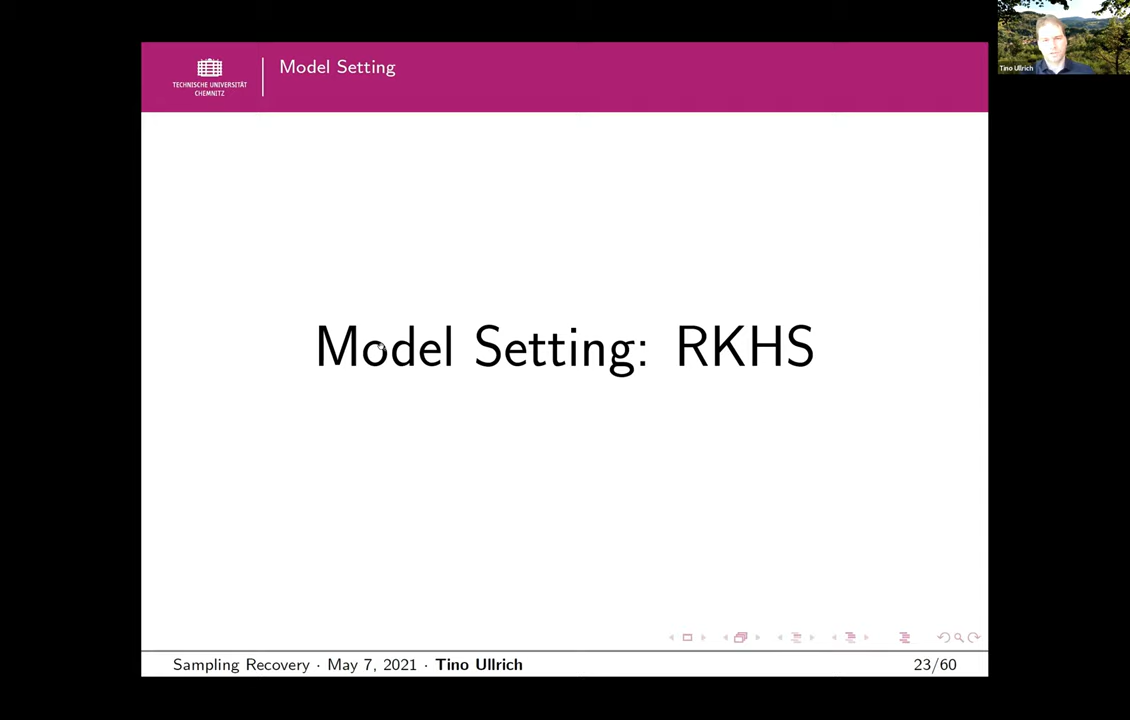 Model Setting
TECHNISCHE UNIVERSITÄT
CHEMNITZ
Tino Ullrich
Model Setting: RKHS
Sampling Recovery · May 7, 2021 · Tino Ullrich
23/60